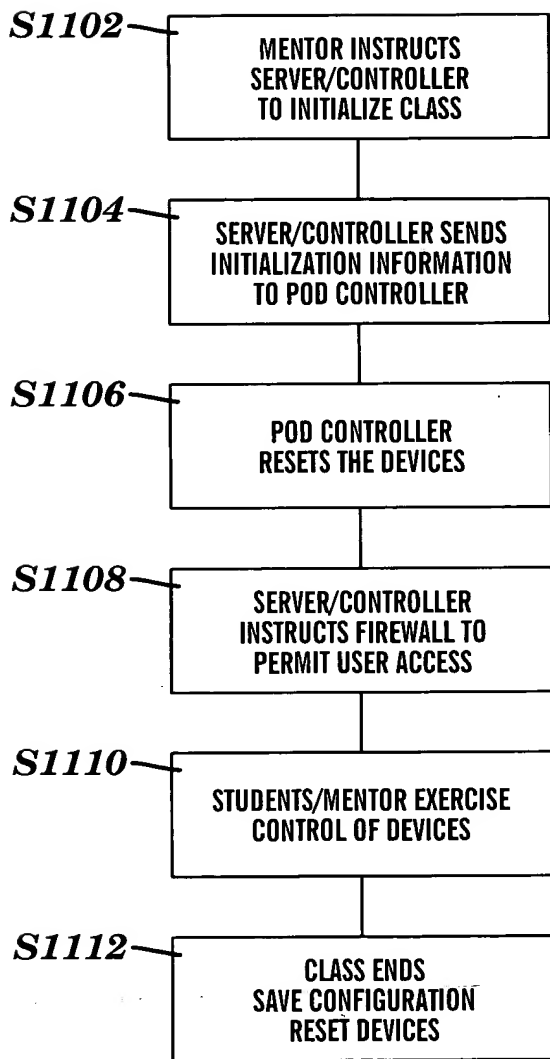 S1102
MENTOR INSTRUCTS
SERVER/CONTROLLER
TO INITIALIZE CLASS
S1104
SERVER/CONTROLLER SENDS
INITIALIZATION INFORMATION
TO POD CONTROLLER
S1106
POD CONTROLLER
RESETS THE DEVICES
S1108
SERVER/CONTROLLER
INSTRUCTS FIREWALL TO
PERMIT USER ACCESS
S1110
STUDENTS/MENTOR EXERCISE
CONTROL OF DEVICES
S1112
CLASS ENDS
SAVE CONFIGURATION
RESET DEVICES